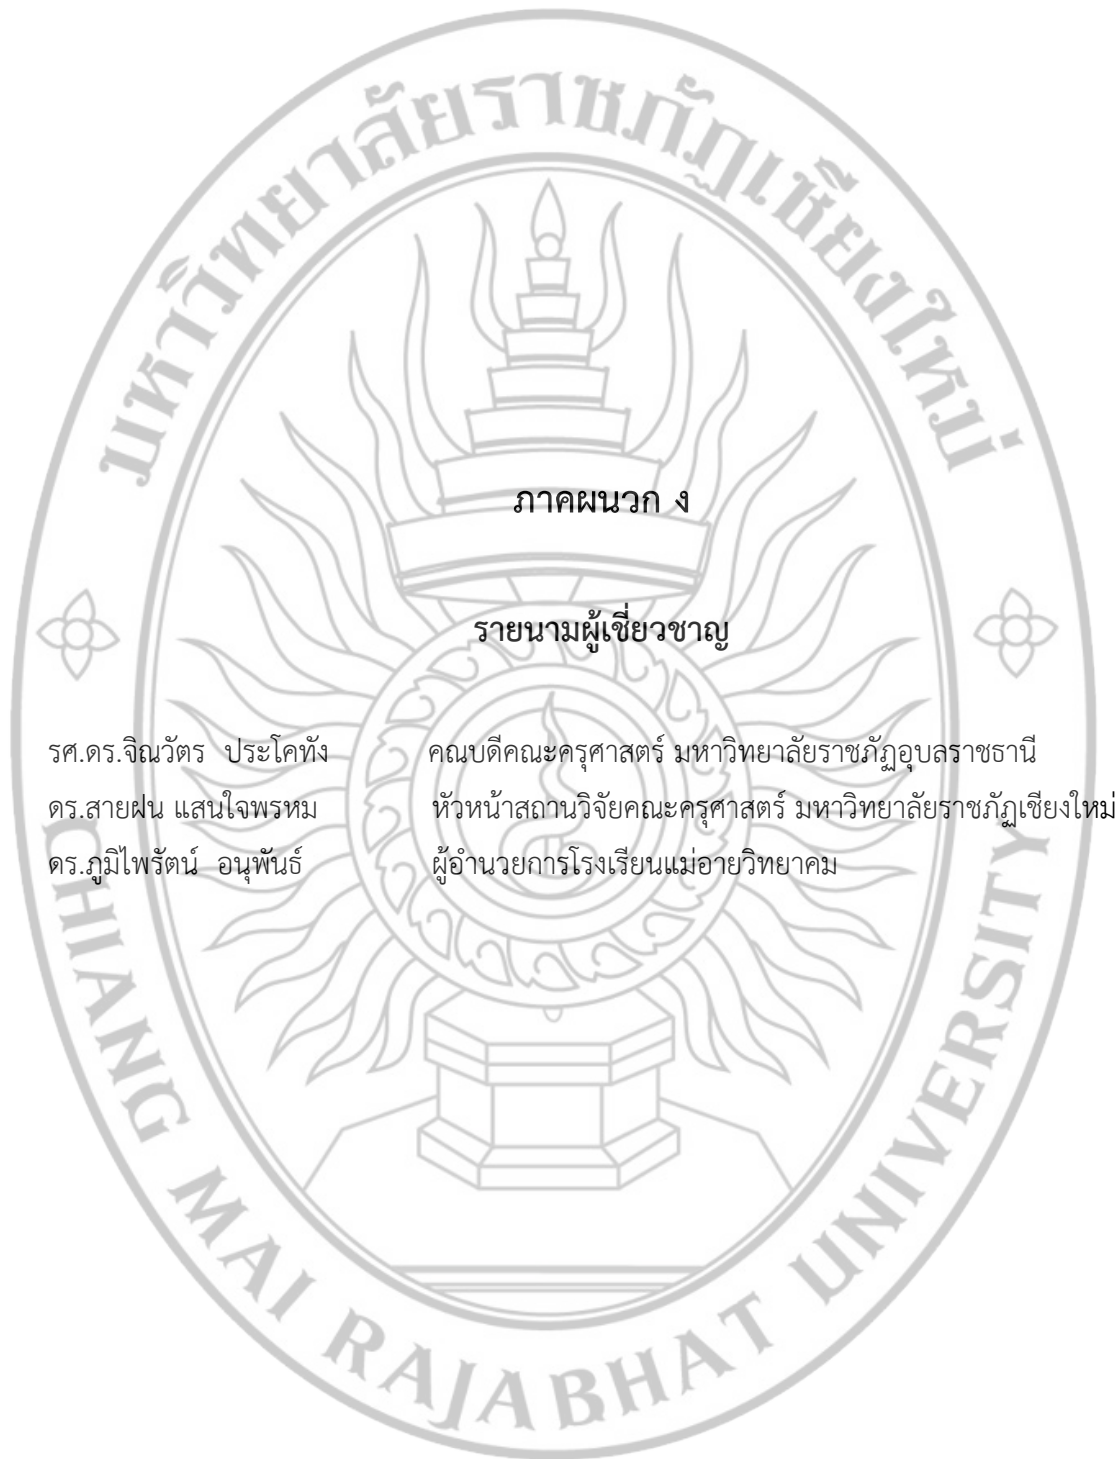 มหาวิทยาลัยราชภัฏเชียงใหม่
ภาคผนวก ง
รายนามผู้เชี่ยวชาญ
รศ.ดร.จิณวัตร ประโคทัง คณบดีคณะครุศาสตร์ มหาวิทยาลัยราชภัฏอุบลราชธานี
ดร.สายฝน แสนใจพรหม หัวหน้าสถานวิจัยคณะครุศาสตร์ มหาวิทยาลัยราชภัฏเชียงใหม่
ดร.ภูมิไพรัตน์ อนุพันธ์ ผู้อำนวยการโรงเรียนแม่อายวิทยาคม
CHIANG MAI RAJABHAT UNIVERSITY